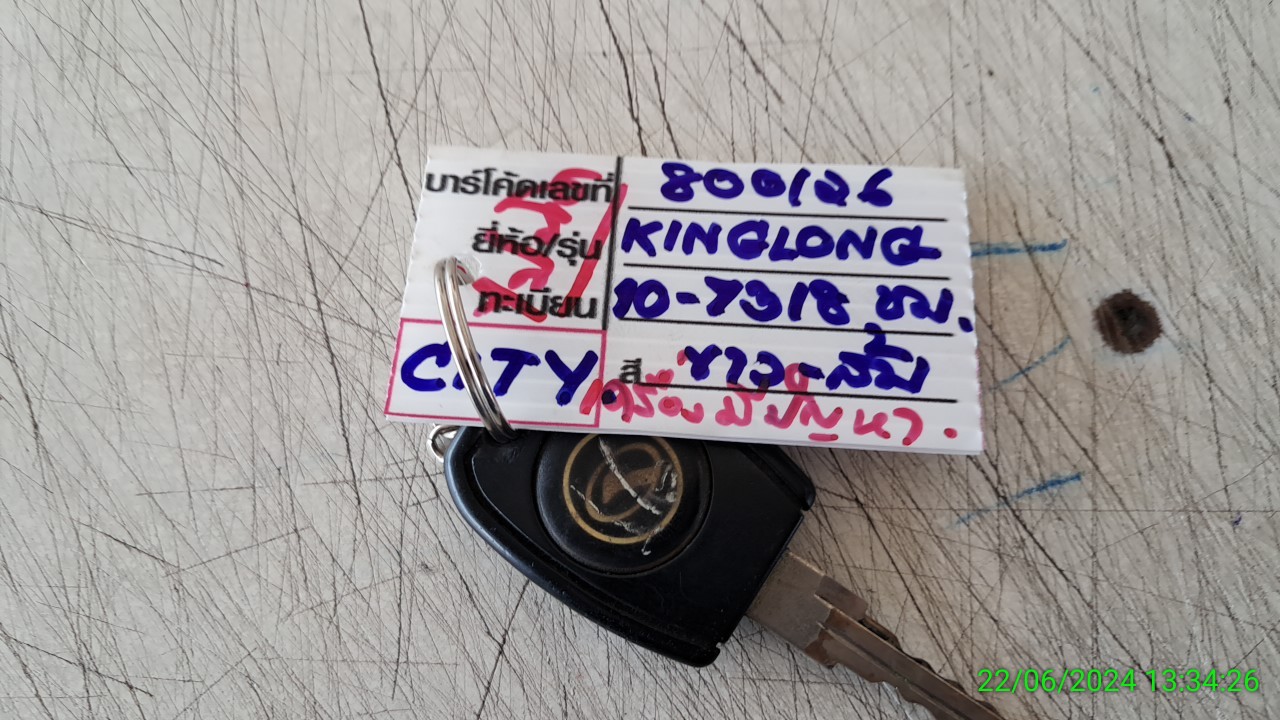 บาร์โค้ดเลขที่ 800126
ยี่ห้อ/รุ่น KINGLONG
ทะเบียน 10-7318 ชม.
CITY. สี ขาว-ส้ม
เครื่องมีปัญหา.
22/06/2024 13:34:26